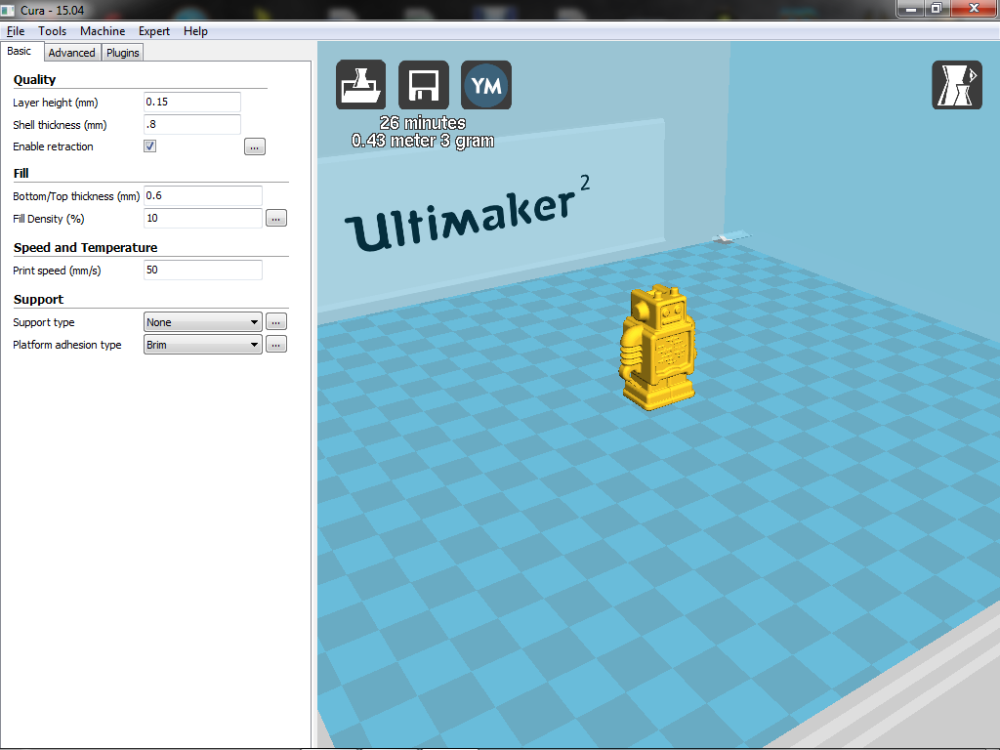 Cura - 15.04
File Tools Machine Expert Help
Basic Advanced Plugins
Quality
Layer height (mm) 0.15
Shell thickness (mm) .8
Enable retraction ...
Fill
Bottom/Top thickness (mm) 0.6
Fill Density (%) 10 ...
Speed and Temperature
Print speed (mm/s) 50
Support
Support type None ...
Platform adhesion type Brim ...
YM
26 minutes
0.43 meter 3 gram
Ultimaker 2